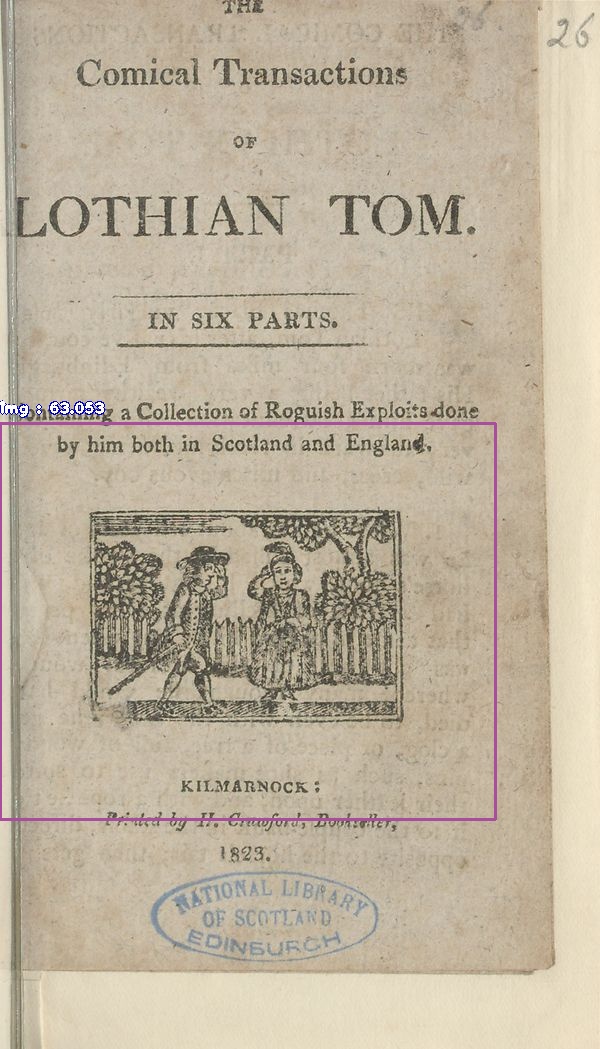 THE
26
Comical Transactions
OF
LOTHIAN TOM.
IN SIX PARTS.
img : 63.053
Containing a Collection of Roguish Exploits done
by him both in Scotland and England.
KILMARNOCK:
Printed by H. Crawford, Bookseller,
1823.
NATIONAL LIBRARY
OF SCOTLAND
EDINBURGH